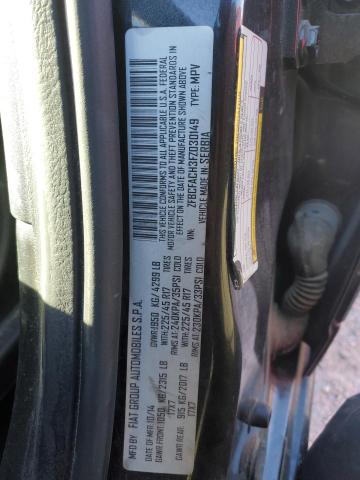 MFD BY: FIAT GROUP AUTOMOBILES S.P.A.
DATE OF MFR: 10/14 GVWR: 1950 KG/ 4299 LB
GAWR FRONT: 1050 KG/ 2315 LB WITH: 225/45 R17 TIRES
17X7 RIMS AT: 240KPA/35PSI COLD
GAWR REAR: 915 KG/2017 LB WITH: 225/45 R17 TIRES
17X7 RIMS AT: 230KPA/33PSI COLD
THIS VEHICLE CONFORMS TO ALL APPLICABLE U.S.A. FEDERAL
MOTOR VEHICLE SAFETY AND THEFT PREVENTION STANDARDS IN
EFFECT ON THE DATE OF MANUFACTURE SHOWN ABOVE
VIN: ZFBCFACH3FZ030149 TYPE: MPV
VEHICLE MADE IN SERBIA